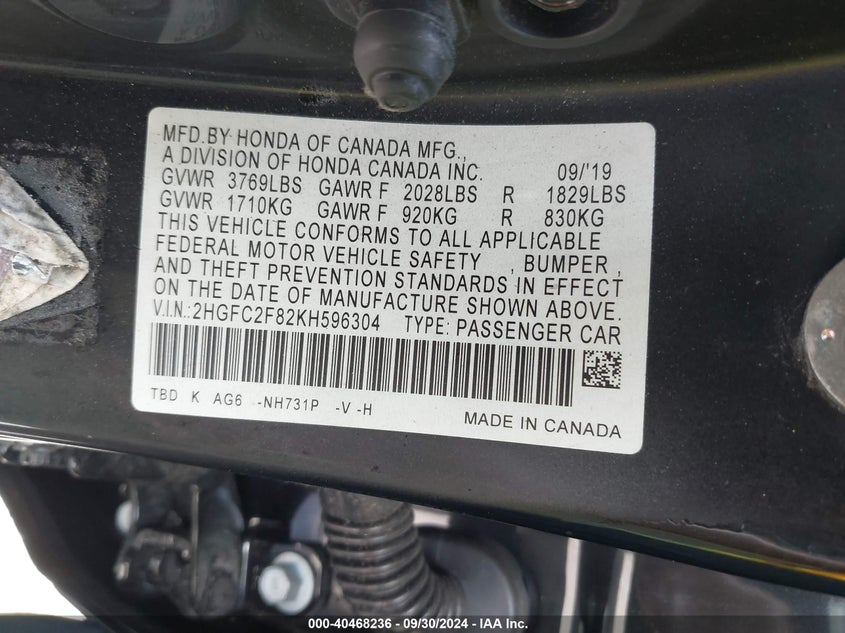 MFD.BY HONDA OF CANADA MFG.,
A DIVISION OF HONDA CANADA INC. 09/'19
GVWR 3769LBS GAWR F 2028LBS R 1829LBS
GVWR 1710KG GAWR F 920KG R 830KG
THIS VEHICLE CONFORMS TO ALL APPLICABLE
FEDERAL MOTOR VEHICLE SAFETY , BUMPER ,
AND THEFT PREVENTION STANDARDS IN EFFECT
ON THE DATE OF MANUFACTURE SHOWN ABOVE.
V.I.N.:2HGFC2F82KH596304 TYPE: PASSENGER CAR
TBD K AG6 -NH731P -V -H
MADE IN CANADA
000-40468236 - 09/30/2024 - IAA Inc.